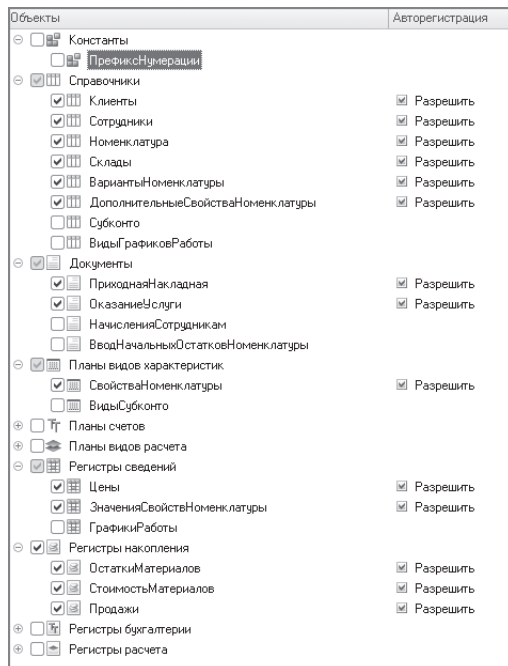 Объекты Авторегистрация
Константы
ПрефиксНумерации
Справочники
Клиенты Разрешить
Сотрудники Разрешить
Номенклатура Разрешить
Склады Разрешить
ВариантыНоменклатуры Разрешить
ДополнительныеСвойстваНоменклатуры Разрешить
Субконто
ВидыГрафиковРаботы
Документы
ПриходнаяНакладная Разрешить
ОказаниеУслуги Разрешить
НачисленияСотрудникам
ВводНачальныхОстатковНоменклатуры
Планы видов характеристик
СвойстваНоменклатуры Разрешить
ВидыСубконто
Планы счетов
Планы видов расчета
Регистры сведений
Цены Разрешить
ЗначенияСвойствНоменклатуры Разрешить
ГрафикиРаботы
Регистры накопления
ОстаткиМатериалов Разрешить
СтоимостьМатериалов Разрешить
Продажи Разрешить
Регистры бухгалтерии
Регистры расчета